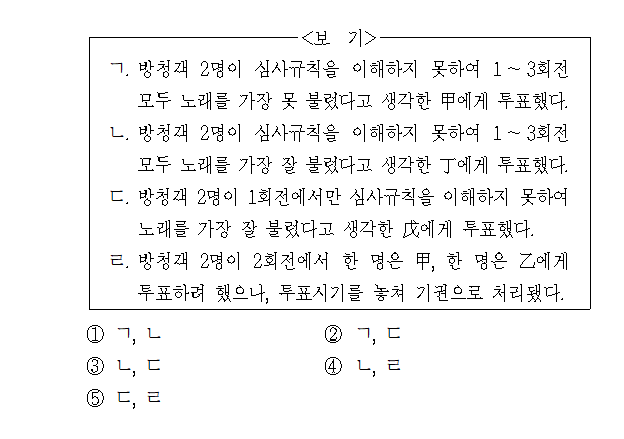 <보 기>
ㄱ. 방청객 2명이 심사규칙을 이해하지 못하여 1～3회전
모두 노래를 가장 못 불렀다고 생각한 甲에게 투표했다.
ㄴ. 방청객 2명이 심사규칙을 이해하지 못하여 1～3회전
모두 노래를 가장 잘 불렀다고 생각한 丁에게 투표했다.
ㄷ. 방청객 2명이 1회전에서만 심사규칙을 이해하지 못하여
노래를 가장 잘 불렀다고 생각한 戊에게 투표했다.
ㄹ. 방청객 2명이 2회전에서 한 명은 甲, 한 명은 乙에게
투표하려 했으나, 투표시기를 놓쳐 기권으로 처리됐다.
① ㄱ, ㄴ ② ㄱ, ㄷ
③ ㄴ, ㄷ ④ ㄴ, ㄹ
⑤ ㄷ, ㄹ